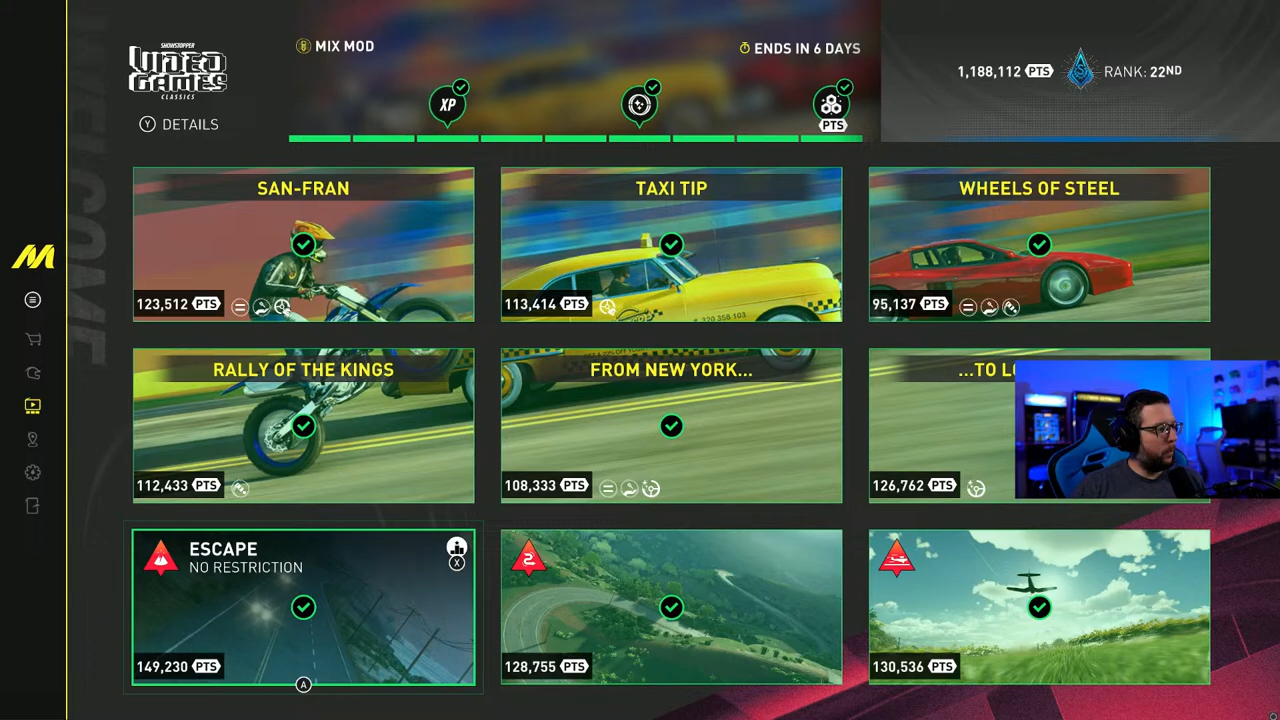 SHOWSTOPPER
VIDEO
GAMES
CLASSICS
Y DETAILS
MIX MOD
ENDS IN 6 DAYS
XP
PTS
1,188,112 PTS
RANK: 22ND
SAN-FRAN
123,512 PTS
TAXI TIP
113,414 PTS
WHEELS OF STEEL
95,137 PTS
RALLY OF THE KINGS
112,433 PTS
FROM NEW YORK...
108,333 PTS
...TO L
126,762 PTS
ESCAPE
NO RESTRICTION
X
149,230 PTS
A
128,755 PTS
130,536 PTS